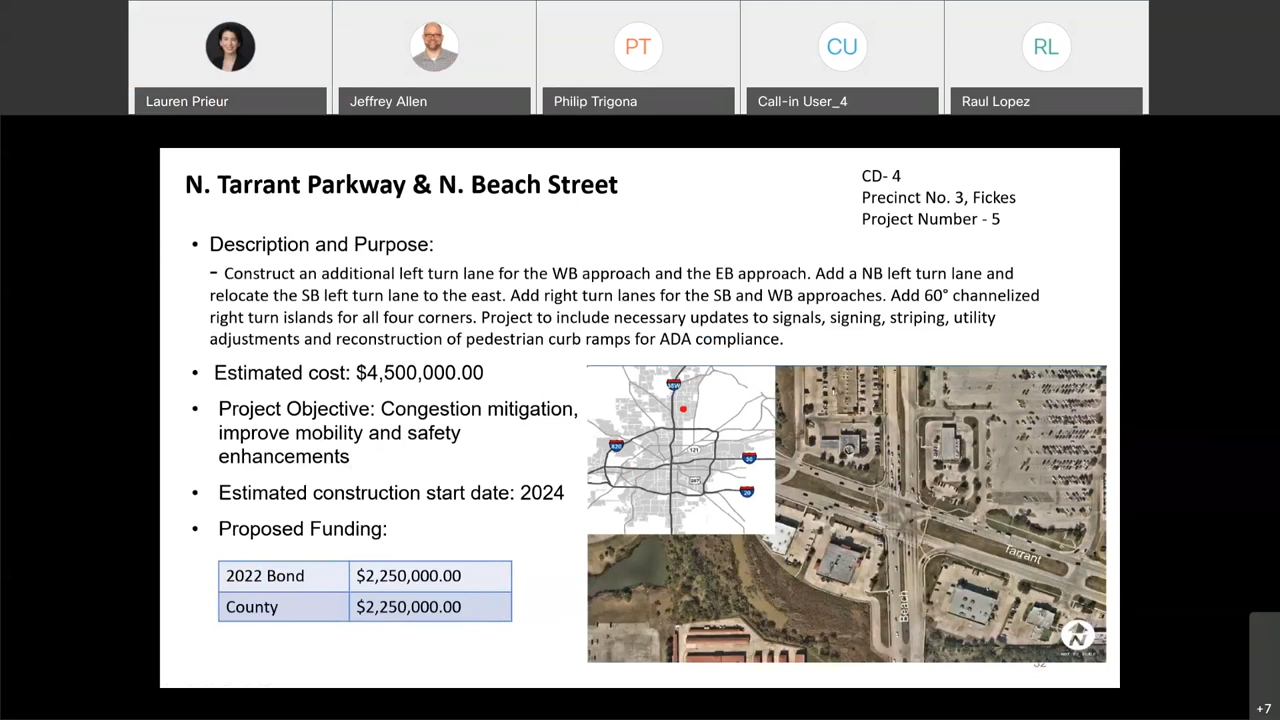 PT
CU
RL
Lauren Prieur
Jeffrey Allen
Philip Trigona
Call-in User_4
Raul Lopez
N. Tarrant Parkway & N. Beach Street
CD- 4
Precinct No. 3, Fickes
Project Number - 5
• Description and Purpose:
– Construct an additional left turn lane for the WB approach and the EB approach. Add a NB left turn lane and
relocate the SB left turn lane to the east. Add right turn lanes for the SB and WB approaches. Add 60° channelized
right turn islands for all four corners. Project to include necessary updates to signals, signing, striping, utility
adjustments and reconstruction of pedestrian curb ramps for ADA compliance.
• Estimated cost: $4,500,000.00
• Project Objective: Congestion mitigation,
improve mobility and safety
enhancements
• Estimated construction start date: 2024
• Proposed Funding:
2022 Bond $2,250,000.00
County $2,250,000.00
35W
820
121
30
287
20
Tarrant
Beach
N
+7